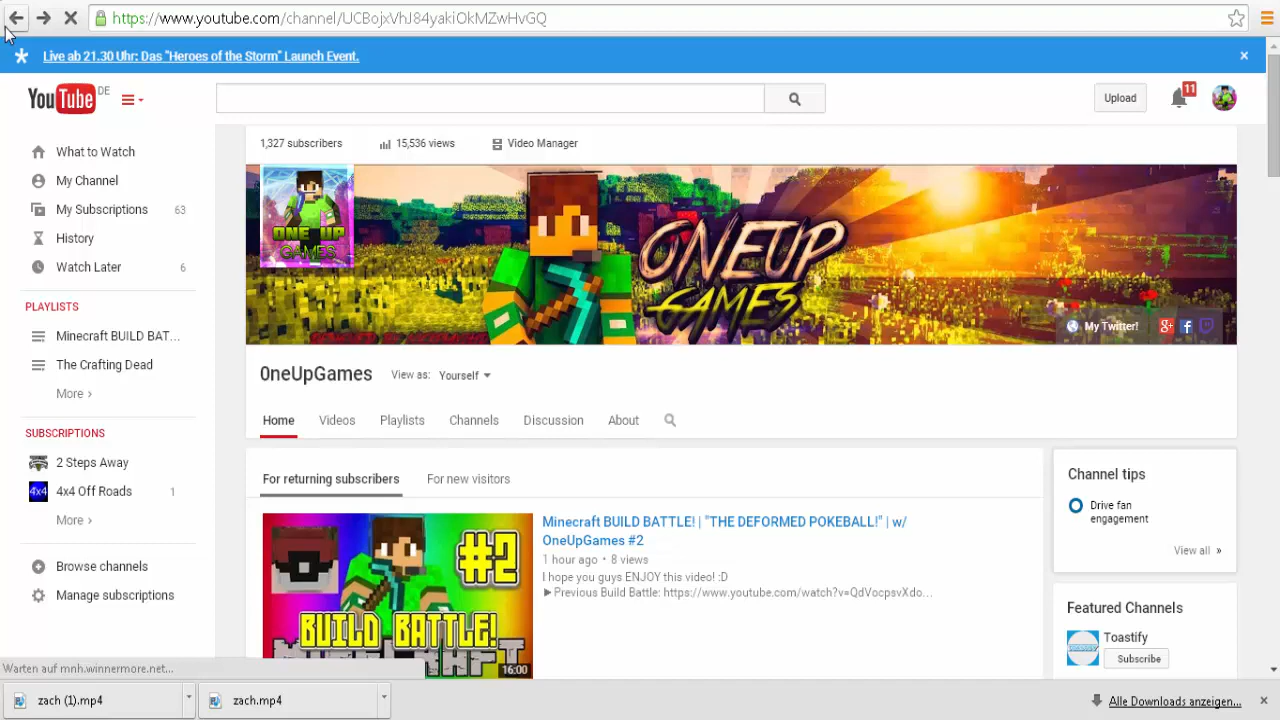 https://www.youtube.com/channel/UCBojxVhJ84yakiOkMZwHvGQ
Live ab 21.30 Uhr: Das "Heroes of the Storm" Launch Event.
YouTube DE
Upload
11
What to Watch
My Channel
My Subscriptions 63
History
Watch Later 6
PLAYLISTS
Minecraft BUILD BAT...
The Crafting Dead
More ›
SUBSCRIPTIONS
2 Steps Away
4x4 4x4 Off Roads 1
More ›
Browse channels
Manage subscriptions
1,327 subscribers 15,536 views Video Manager
ONE UP
GAMES
ONEUP
GAMES
My Twitter!
0neUpGames View as: Yourself
Home Videos Playlists Channels Discussion About
For returning subscribers For new visitors
#2
BUILD BATTLE!
MINECRAFT
16:00
Minecraft BUILD BATTLE! | "THE DEFORMED POKEBALL!" | w/
OneUpGames #2
1 hour ago • 8 views
I hope you guys ENJOY this video! :D
►Previous Build Battle: https://www.youtube.com/watch?v=QdVocpsvXdo...
Channel tips
Drive fan
engagement
View all »
Featured Channels
Toastify
Subscribe
Warten auf mnh.winnermore.net...
zach (1).mp4 zach.mp4 Alle Downloads anzeigen...